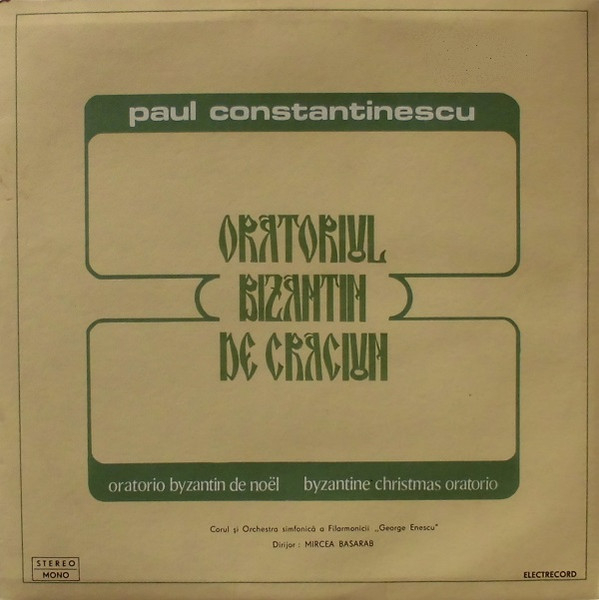 paul constantinescu
ORATORIUL
BIZANTIN
DE CRACIUN
oratorio byzantin de noël byzantine christmas oratorio
Corul și Orchestra simfonică a Filarmonicii „George Enescu"
Dirijor : MIRCEA BASARAB
STEREO
MONO
ELECTRECORD